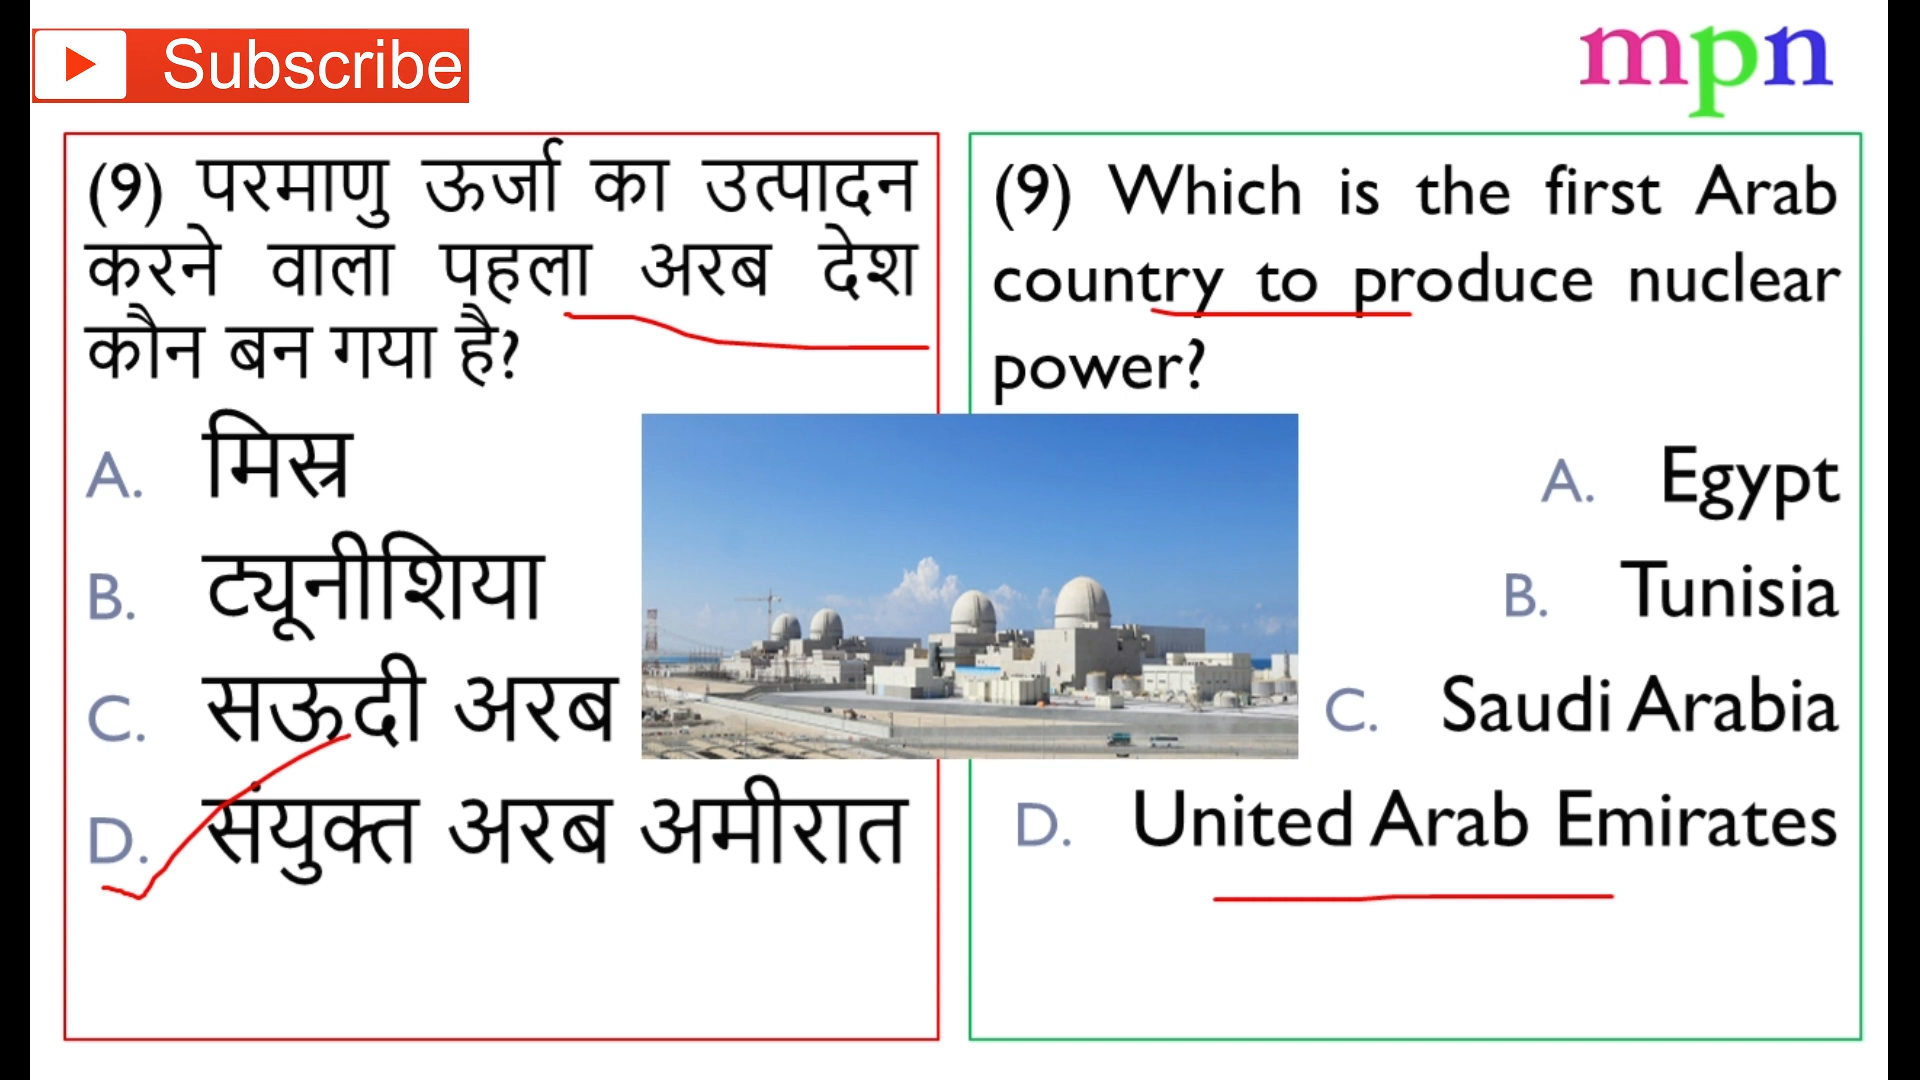 Subscribe
mpn
(9) परमाणु ऊर्जा का उत्पादन
करने वाला पहला अरब देश
कौन बन गया है?
A. मिस्र
B. ट्यूनीशिया
C. सऊदी अरब
D. संयुक्त अरब अमीरात
(9) Which is the first Arab
country to produce nuclear
power?
A. Egypt
B. Tunisia
C. Saudi Arabia
D. United Arab Emirates